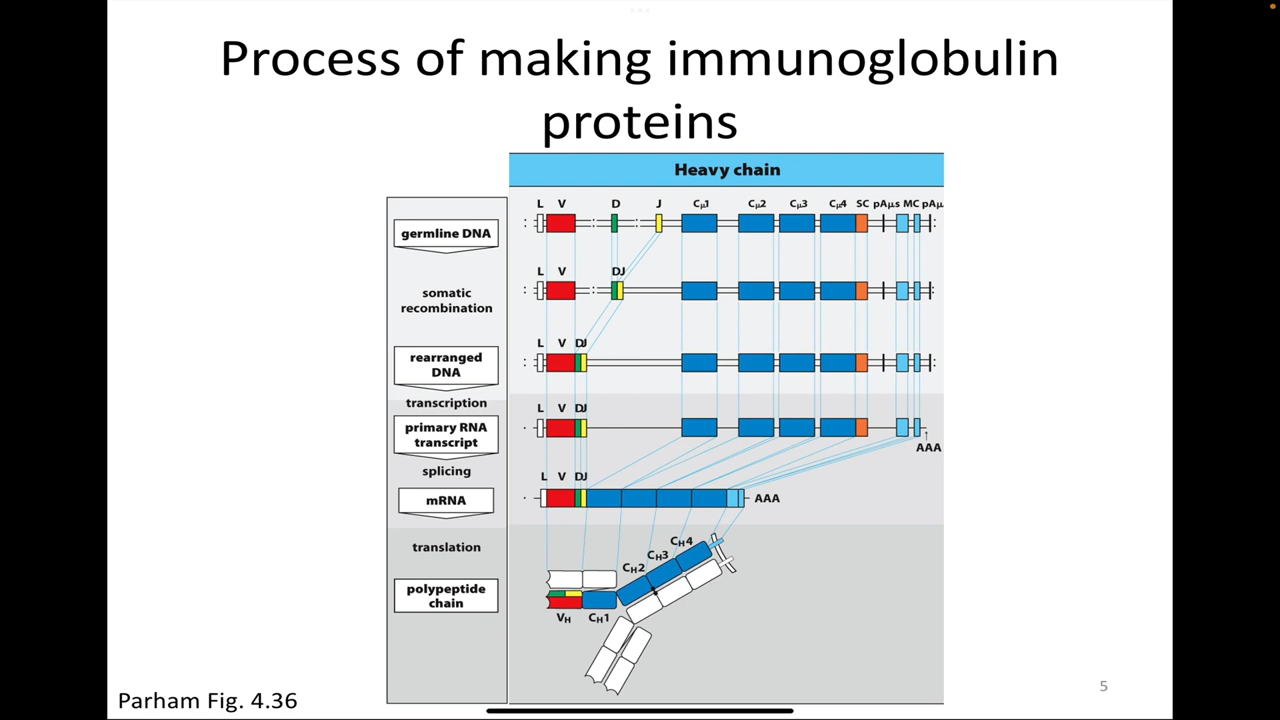 Process of making immunoglobulin
proteins
Heavy chain
L V D J Cμ1 Cμ2 Cμ3 Cμ4 SC pAμs MC pAμ
germline DNA
L V DJ
somatic
recombination
L V DJ
rearranged
DNA
transcription
L V DJ
primary RNA
transcript
AAA
splicing
L V DJ
mRNA
AAA
translation
CH4
CH3
CH2
polypeptide
chain
VH CH1
Parham Fig. 4.36
5